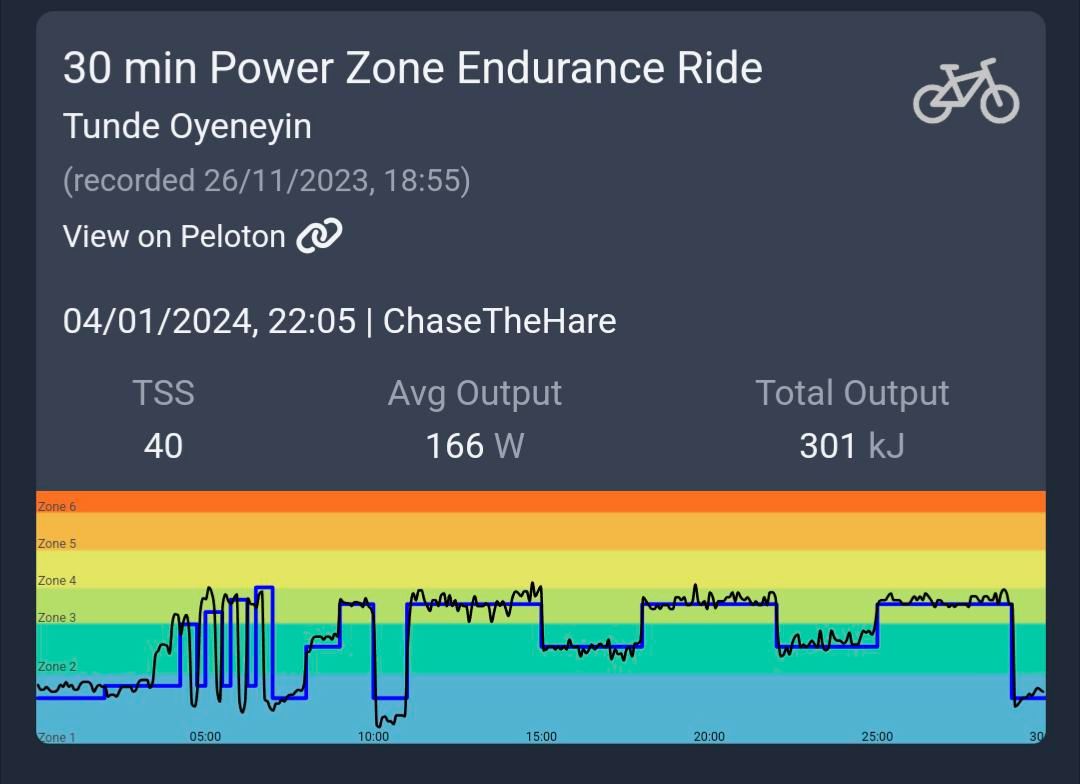 30 min Power Zone Endurance Ride
Tunde Oyeneyin
(recorded 26/11/2023, 18:55)
View on Peloton
04/01/2024, 22:05 | ChaseTheHare
TSS Avg Output Total Output
40 166 W 301 kJ
Zone 6
Zone 5
Zone 4
Zone 3
Zone 2
Zone 1 05:00 10:00 15:00 20:00 25:00 30